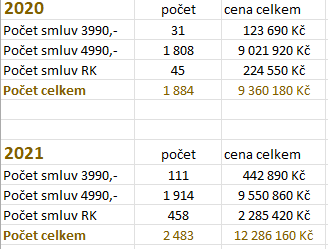 2020 počet cena celkem
Počet smluv 3990,- 31 123 690 Kč
Počet smluv 4990,- 1 808 9 021 920 Kč
Počet smluv RK 45 224 550 Kč
Počet celkem 1 884 9 360 180 Kč
2021 počet cena celkem
Počet smluv 3990,- 111 442 890 Kč
Počet smluv 4990,- 1 914 9 550 860 Kč
Počet smluv RK 458 2 285 420 Kč
Počet celkem 2 483 12 286 160 Kč